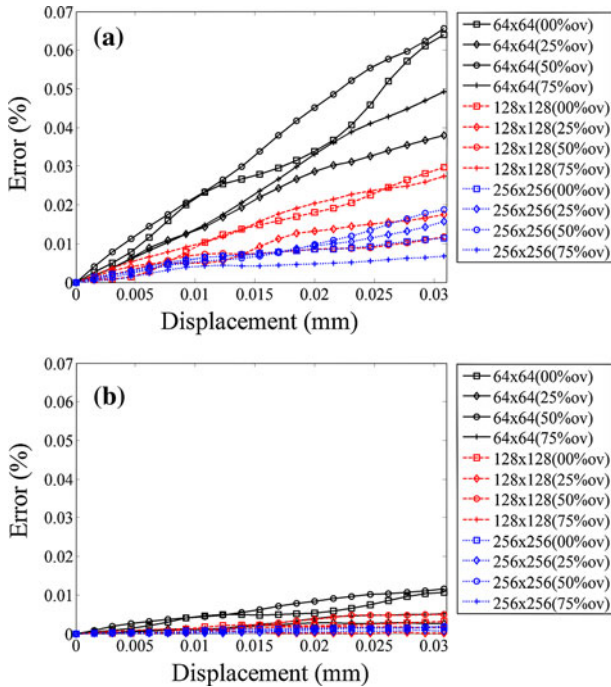 (a)
Error (%)
0.07
0.06
0.05
0.04
0.03
0.02
0.01
0
0 0.005 0.01 0.015 0.02 0.025 0.03
Displacement (mm)
64x64(00%ov)
64x64(25%ov)
64x64(50%ov)
64x64(75%ov)
128x128(00%ov)
128x128(25%ov)
128x128(50%ov)
128x128(75%ov)
256x256(00%ov)
256x256(25%ov)
256x256(50%ov)
256x256(75%ov)
(b)
Error (%)
0.07
0.06
0.05
0.04
0.03
0.02
0.01
0
0 0.005 0.01 0.015 0.02 0.025 0.03
Displacement (mm)
64x64(00%ov)
64x64(25%ov)
64x64(50%ov)
64x64(75%ov)
128x128(00%ov)
128x128(25%ov)
128x128(50%ov)
128x128(75%ov)
256x256(00%ov)
256x256(25%ov)
256x256(50%ov)
256x256(75%ov)